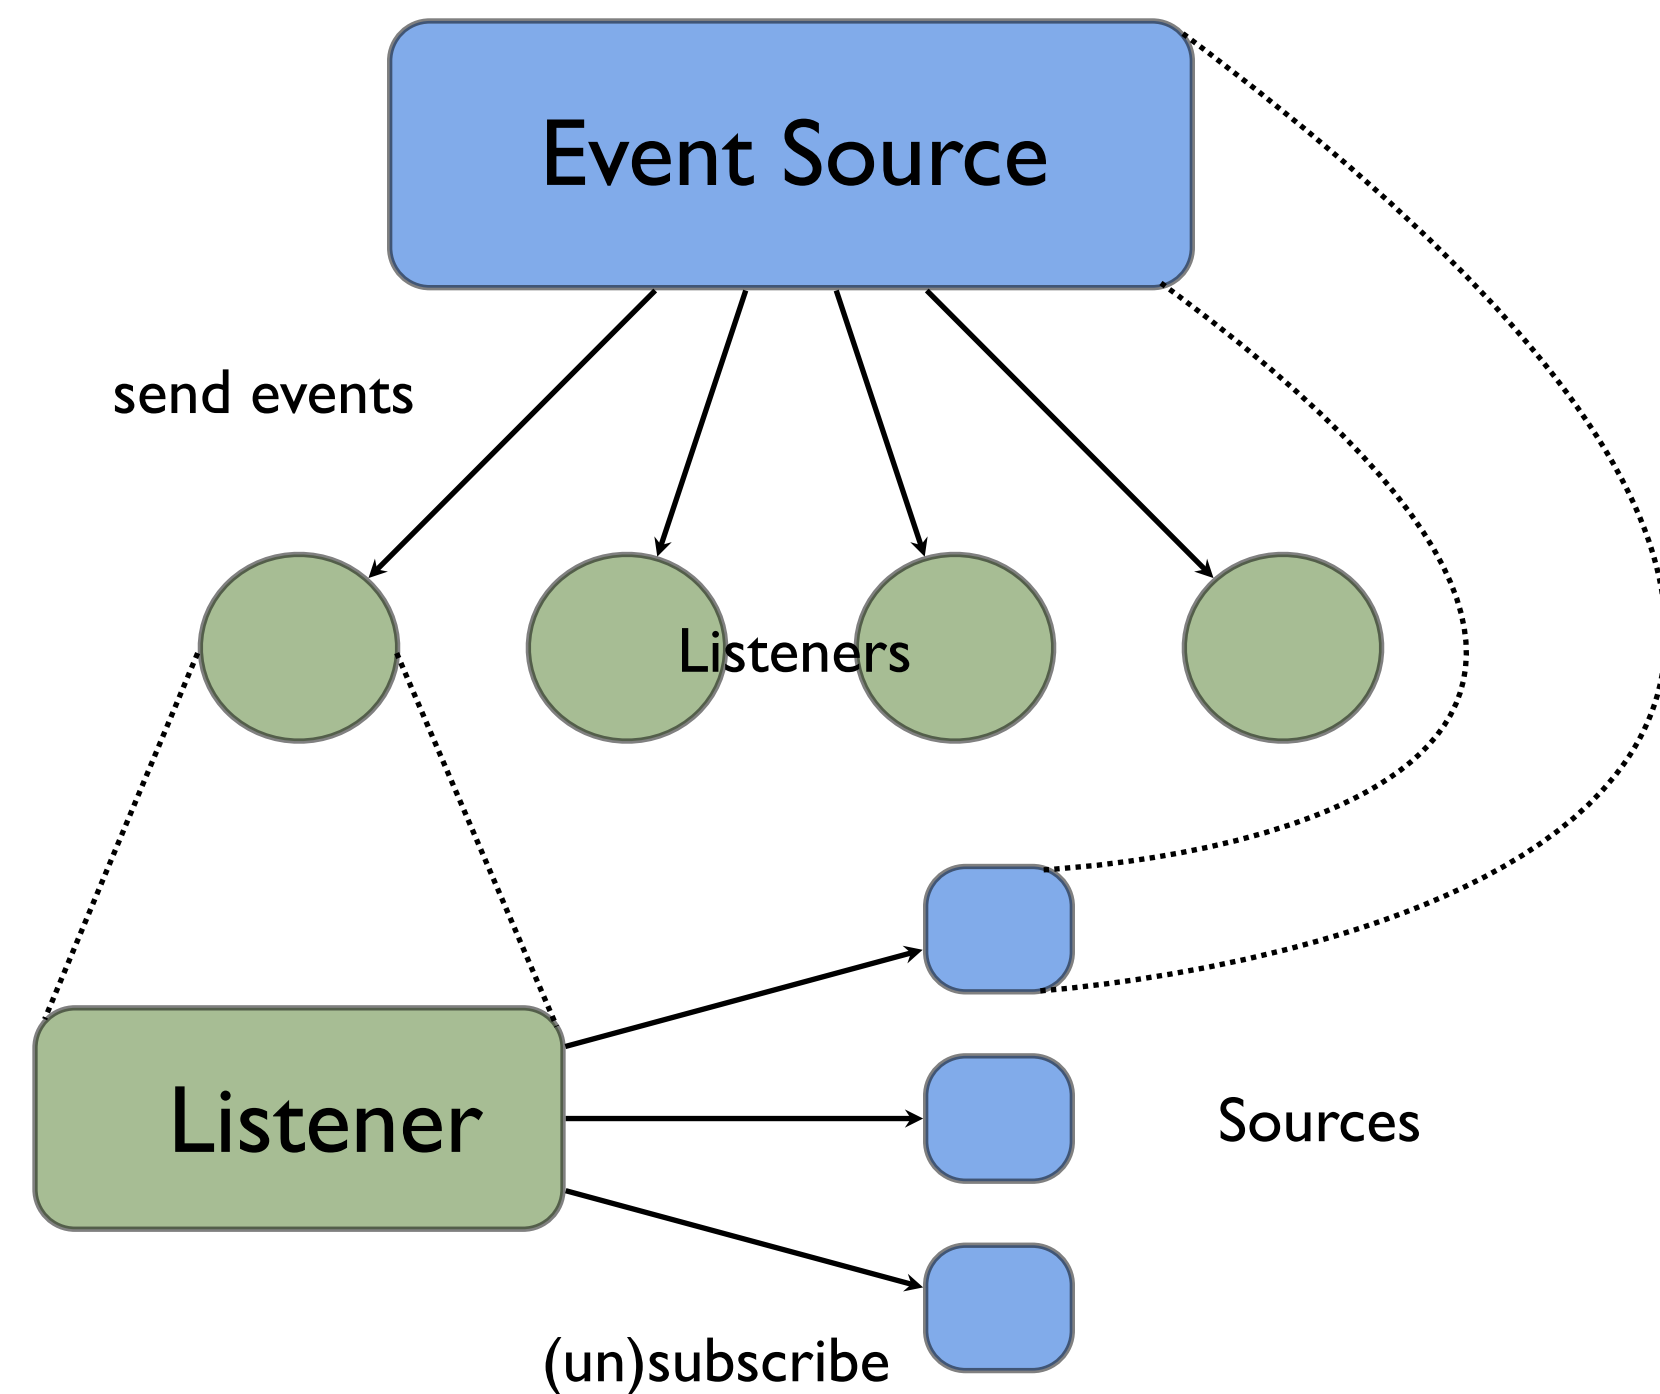 Event Source
send events
Listeners
Listener
Sources
(un)subscribe